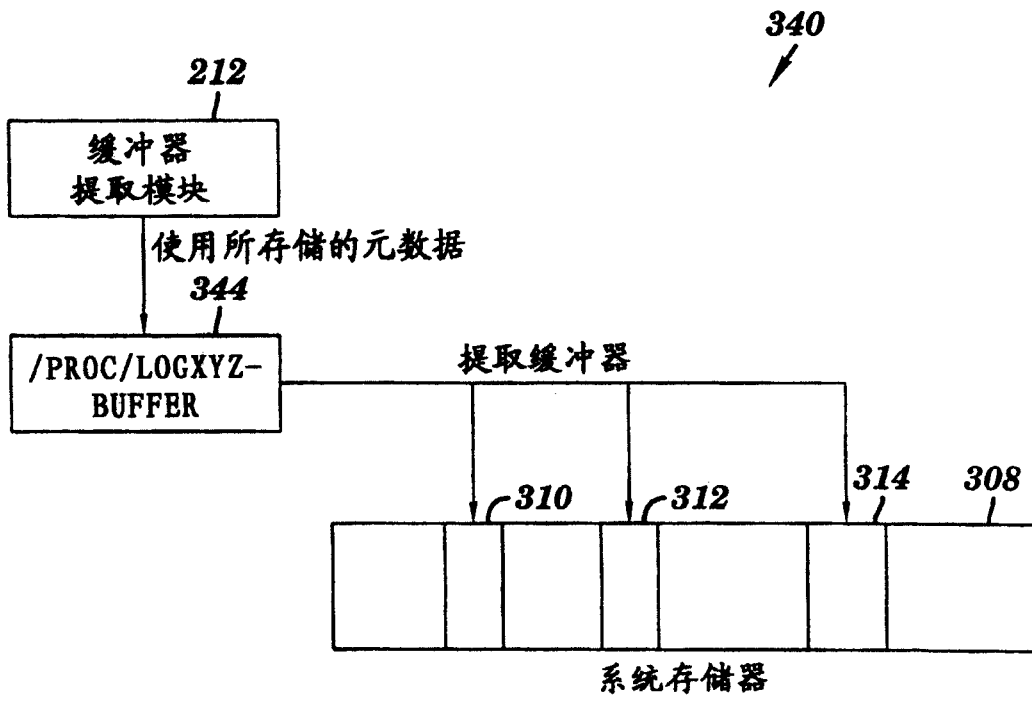 340
212
缓冲器
提取模块
使用所存储的元数据
344
/PROC/LOGXYZ-
BUFFER
提取缓冲器
310
312
314
308
系统存储器